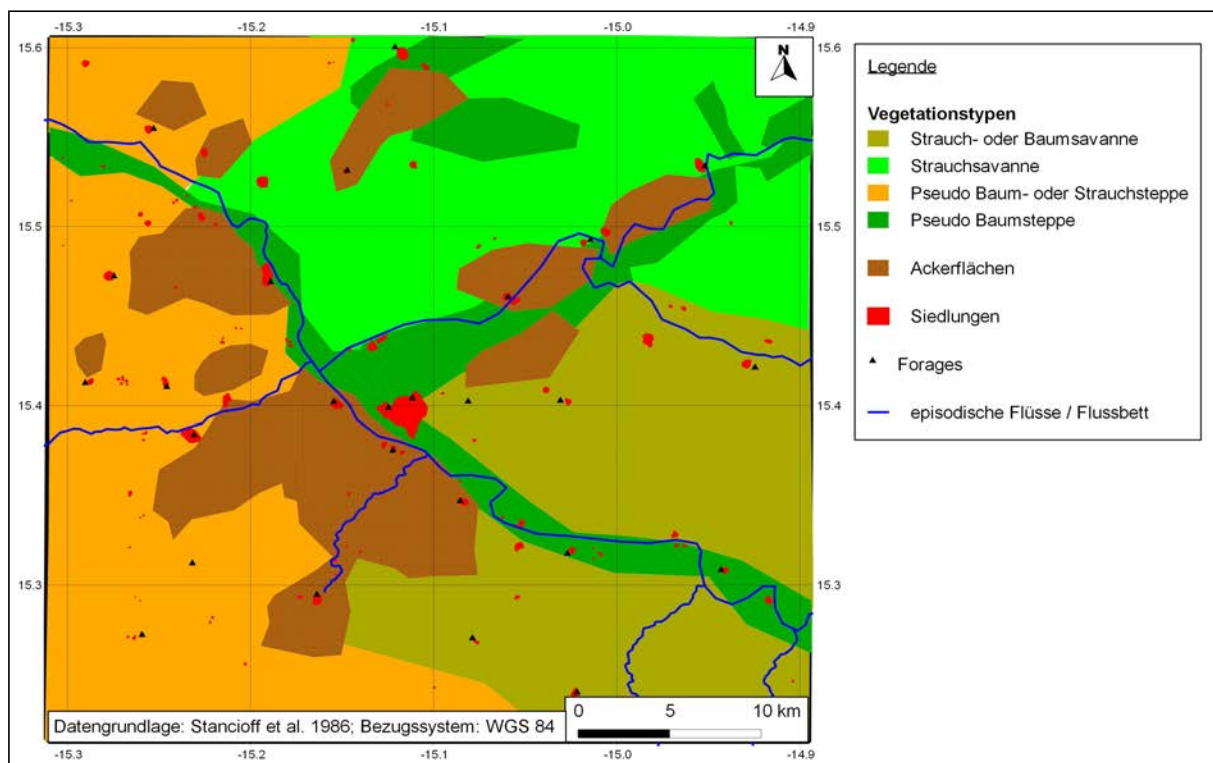 -15.3 -15.2 -15.1 -15.0 -14.9
15.6 15.6
N
15.5 15.5
15.4 15.4
15.3 15.3
Datengrundlage: Stancioff et al. 1986; Bezugssystem: WGS 84
0 5 10 km
-15.3 -15.2 -15.1 -15.0 -14.9
Legende
Vegetationstypen
Strauch- oder Baumsavanne
Strauchsavanne
Pseudo Baum- oder Strauchsteppe
Pseudo Baumsteppe
Ackerflächen
Siedlungen
Forages
episodische Flüsse / Flussbett